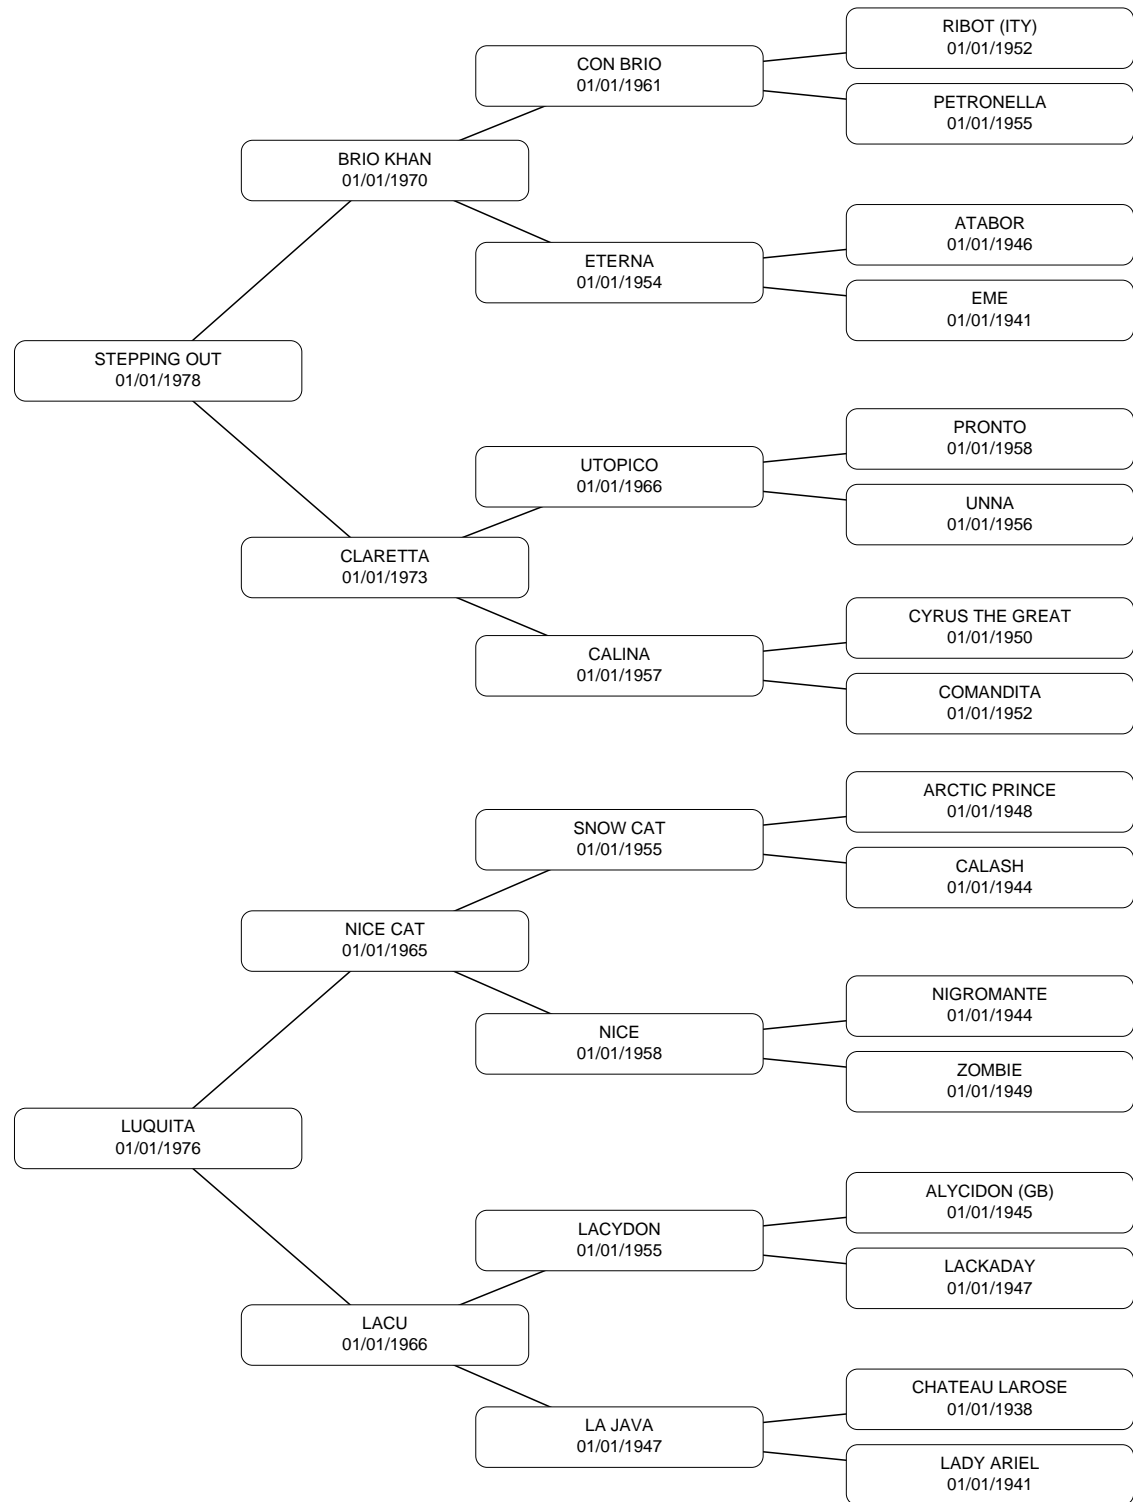 RIBOT (ITY)
01/01/1952
CON BRIO
01/01/1961
PETRONELLA
01/01/1955
BRIO KHAN
01/01/1970
ATABOR
01/01/1946
ETERNA
01/01/1954
EME
01/01/1941
STEPPING OUT
01/01/1978
PRONTO
01/01/1958
UTOPICO
01/01/1966
UNNA
01/01/1956
CLARETTA
01/01/1973
CYRUS THE GREAT
01/01/1950
CALINA
01/01/1957
COMANDITA
01/01/1952
ARCTIC PRINCE
01/01/1948
SNOW CAT
01/01/1955
CALASH
01/01/1944
NICE CAT
01/01/1965
NIGROMANTE
01/01/1944
NICE
01/01/1958
ZOMBIE
01/01/1949
LUQUITA
01/01/1976
ALYCIDON (GB)
01/01/1945
LACYDON
01/01/1955
LACKADAY
01/01/1947
LACU
01/01/1966
CHATEAU LAROSE
01/01/1938
LA JAVA
01/01/1947
LADY ARIEL
01/01/1941